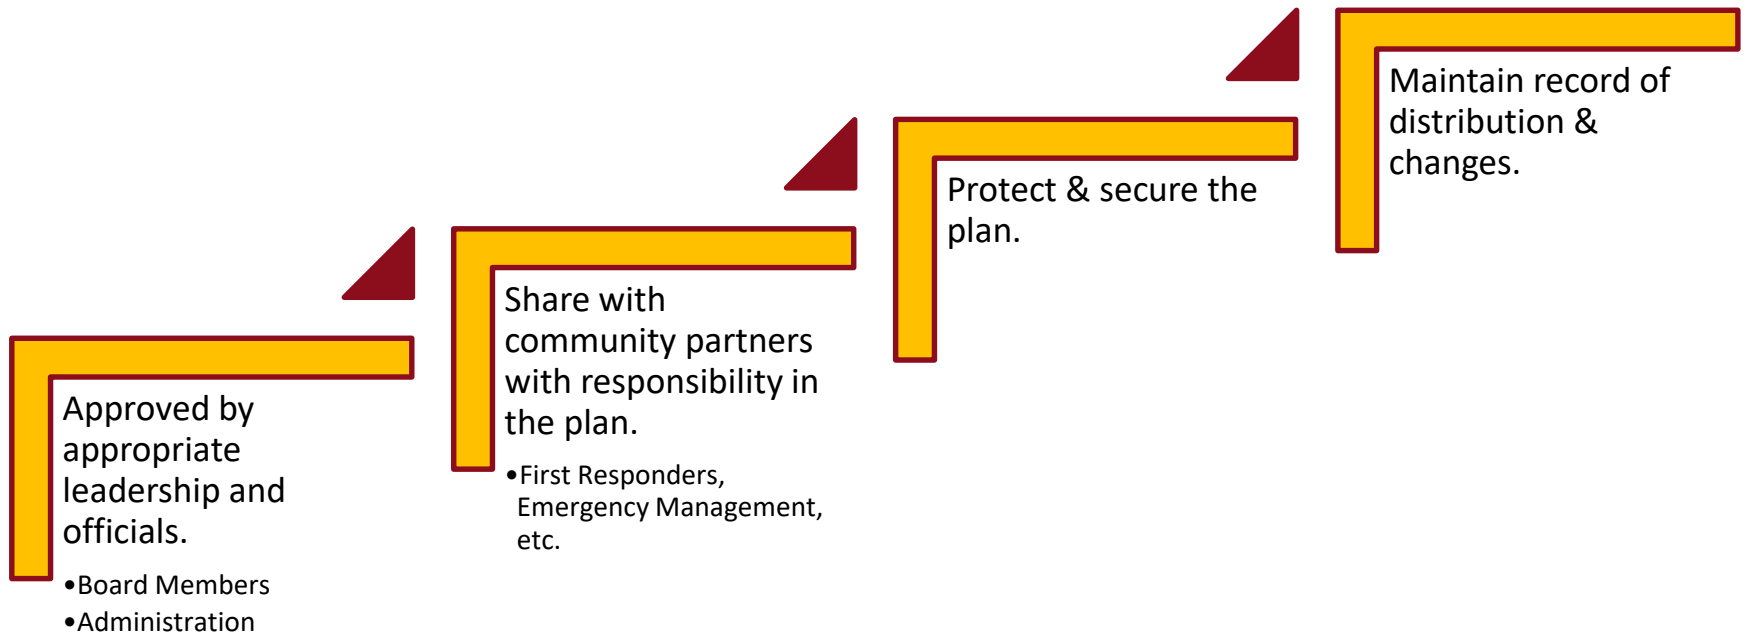 Approved by
appropriate
leadership and
officials.
•Board Members
•Administration
Share with
community partners
with responsibility in
the plan.
•First Responders,
Emergency Management,
etc.
Protect & secure the
plan.
Maintain record of
distribution &
changes.